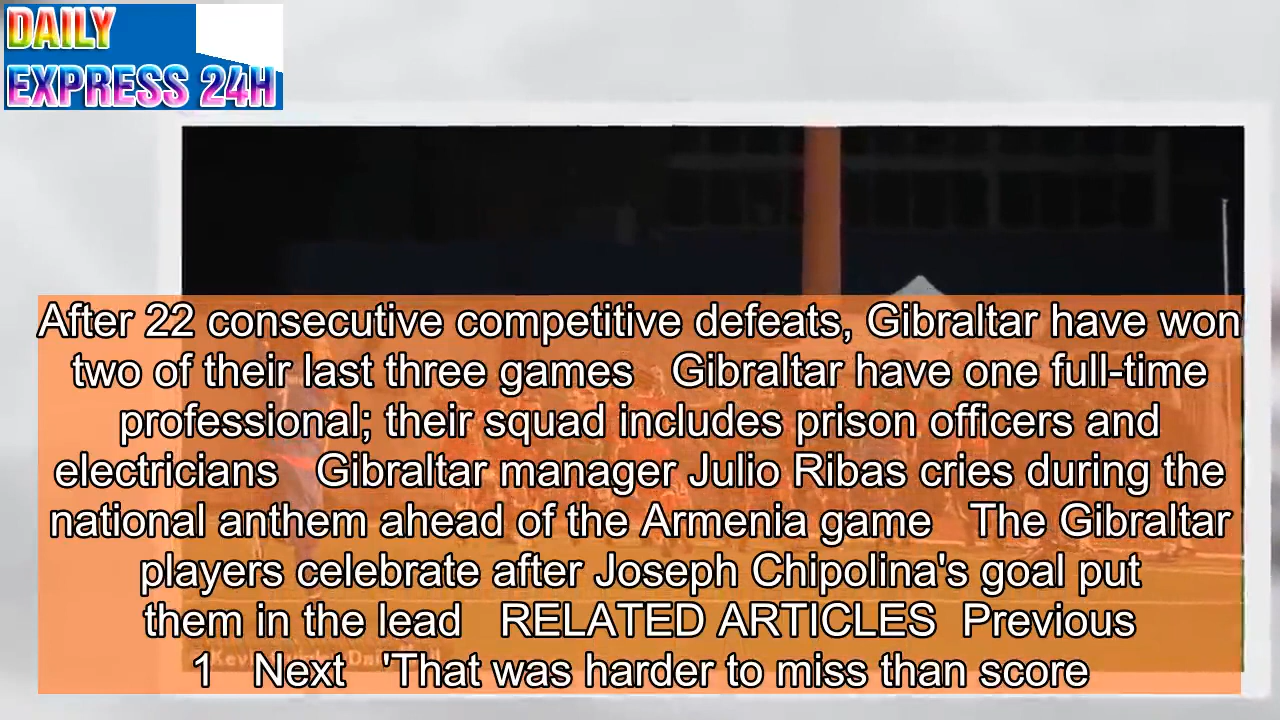 DAILY
EXPRESS 24H
After 22 consecutive competitive defeats, Gibraltar have won
two of their last three games Gibraltar have one full-time
professional; their squad includes prison officers and
electricians Gibraltar manager Julio Ribas cries during the
national anthem ahead of the Armenia game The Gibraltar
players celebrate after Joseph Chipolina's goal put
them in the lead RELATED ARTICLES Previous
1 Next 'That was harder to miss than score